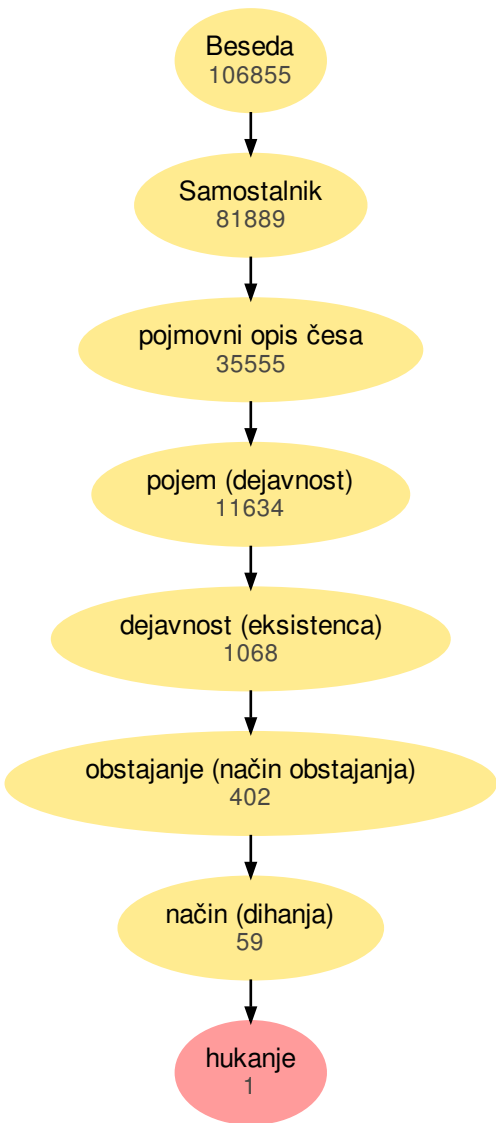 Beseda
106855
Samostalnik
81889
pojmovni opis česa
35555
pojem (dejavnost)
11634
dejavnost (eksistenca)
1068
obstajanje (način obstajanja)
402
način (dihanja)
59
hukanje
1